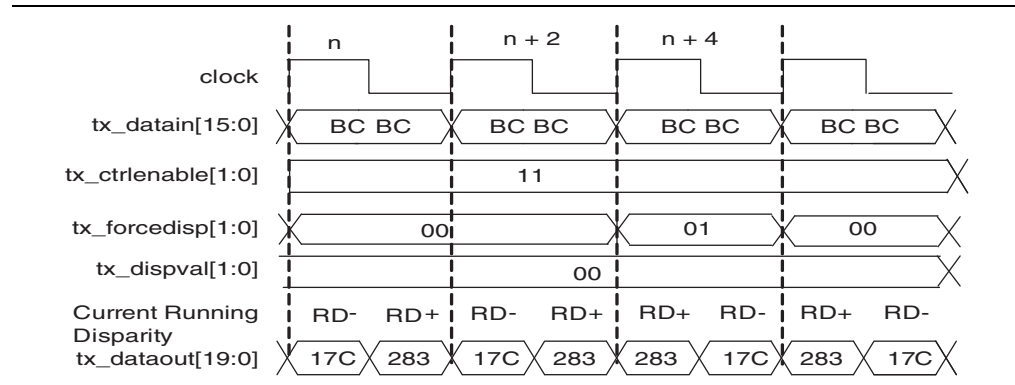 n n + 2 n + 4
clock
tx_datain[15:0] BC BC BC BC BC BC BC BC
tx_ctrlenable[1:0] 11
tx_forcedisp[1:0] 00 01 00
tx_dispval[1:0] 00
Current Running Disparity RD- RD+ RD- RD+ RD+ RD- RD+ RD-
tx_dataout[19:0] 17C 283 17C 283 283 17C 283 17C